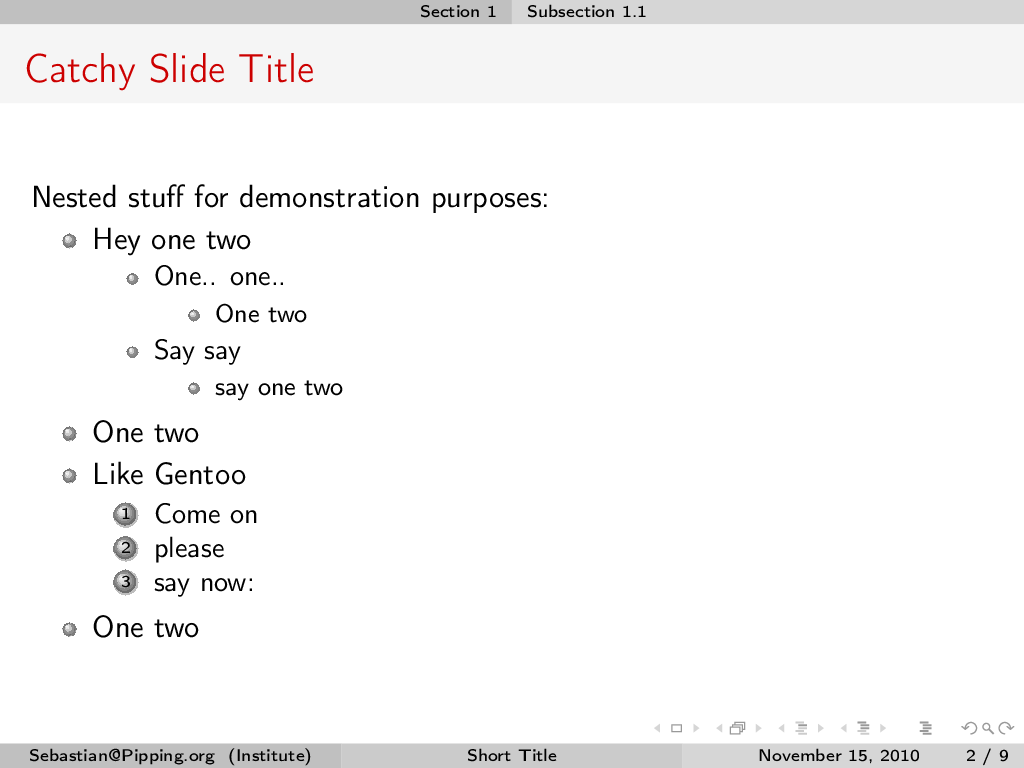 Section 1 Subsection 1.1
Catchy Slide Title
Nested stuff for demonstration purposes:
Hey one two
One.. one..
One two
Say say
say one two
One two
Like Gentoo
1 Come on
2 please
3 say now:
One two
Sebastian@Pipping.org (Institute) Short Title November 15, 2010 2 / 9